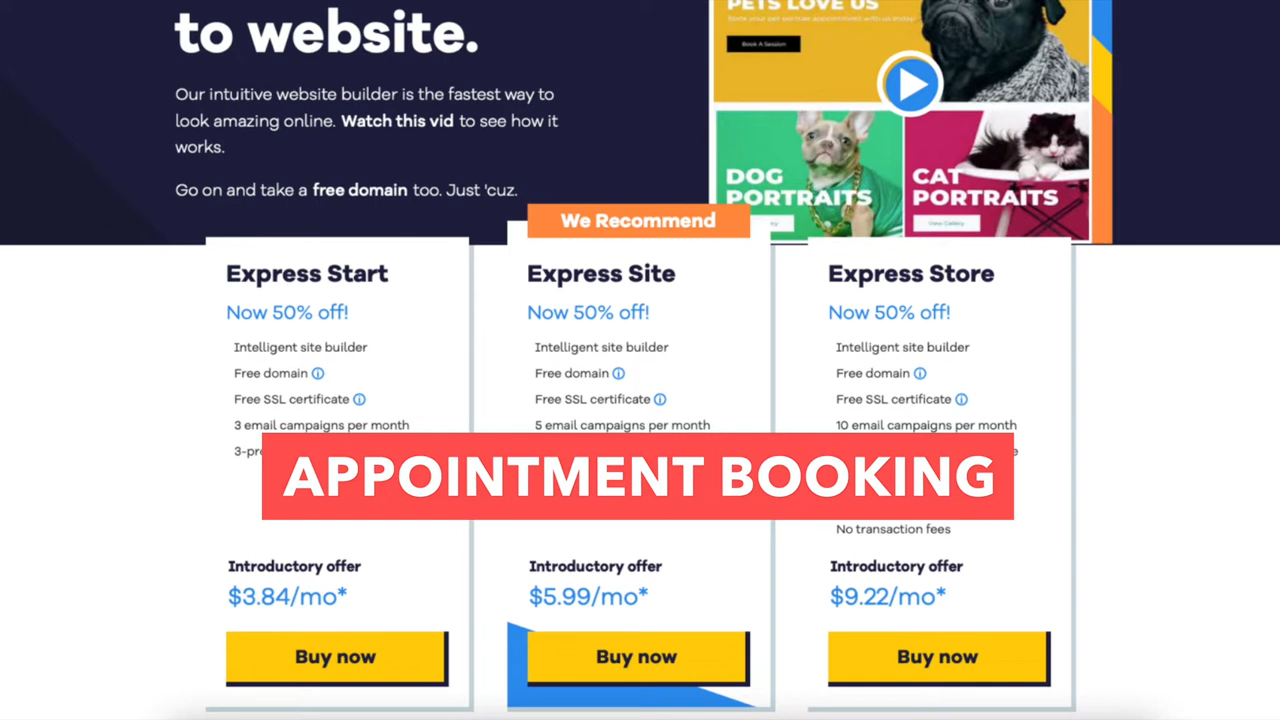 to website.
Our intuitive website builder is the fastest way to
look amazing online. Watch this vid to see how it
works.
Go on and take a free domain too. Just 'cuz.
PETS LOVE US
Book A Session
DOG
PORTRAITS
CAT
PORTRAITS
View Gallery
We Recommend
Express Start
Now 50% off!
Intelligent site builder
Free domain
Free SSL certificate
3 email campaigns per month
3-pro
Introductory offer
$3.84/mo*
Buy now
Express Site
Now 50% off!
Intelligent site builder
Free domain
Free SSL certificate
5 email campaigns per month
Introductory offer
$5.99/mo*
Buy now
Express Store
Now 50% off!
Intelligent site builder
Free domain
Free SSL certificate
10 email campaigns per month
No transaction fees
Introductory offer
$9.22/mo*
Buy now
APPOINTMENT BOOKING